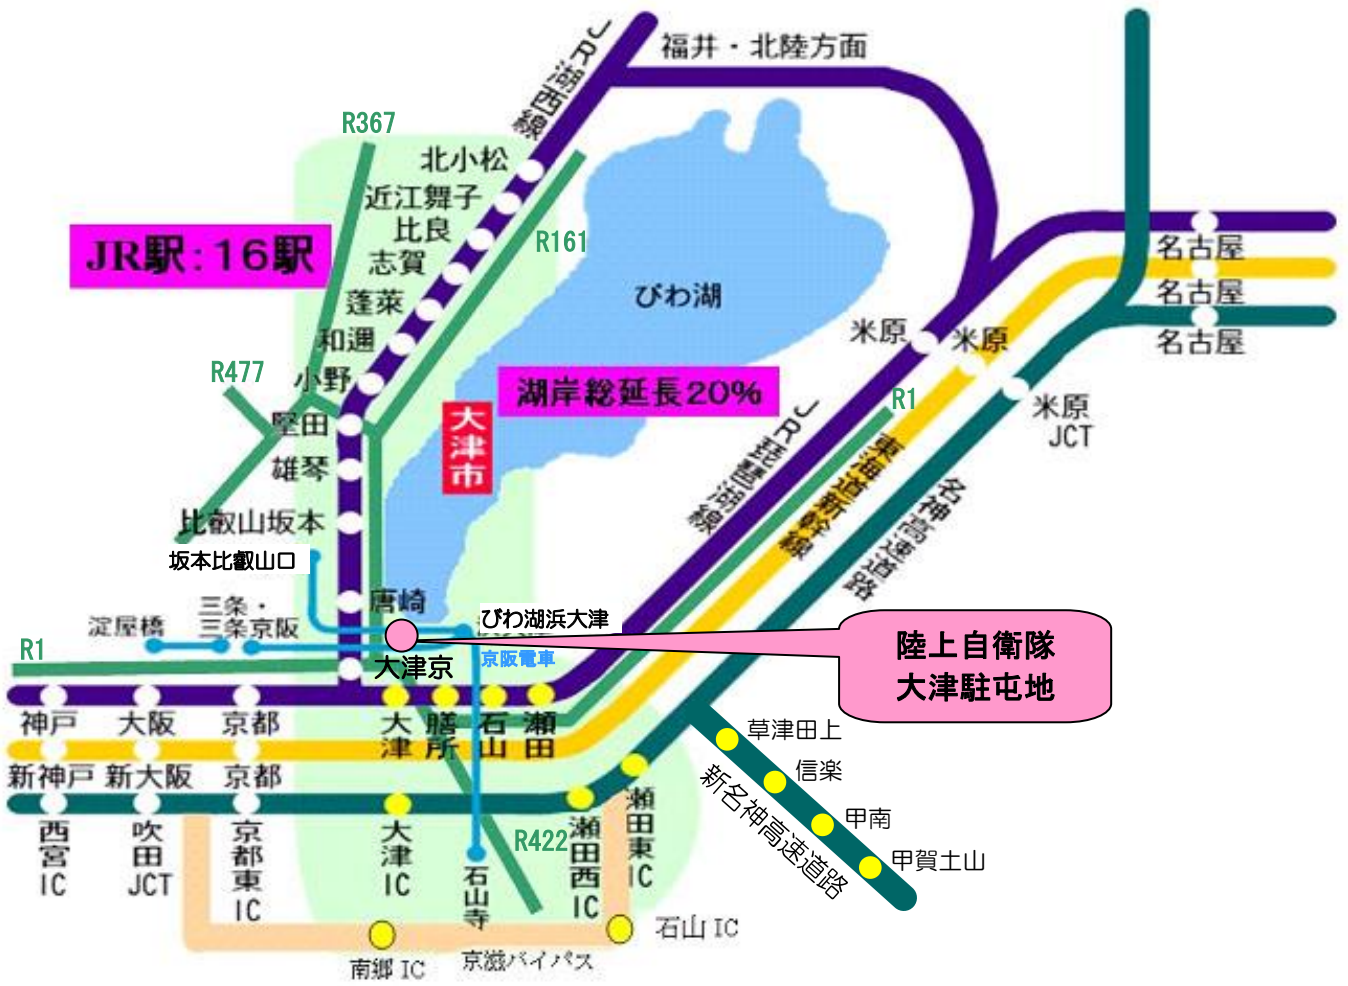 JR湖西線
福井・北陸方面
R367
北小松
近江舞子
比良
志賀
蓬莱
和邇
小野
堅田
雄琴
比叡山坂本
唐崎
大津京
R161
JR駅:16駅
びわ湖
R477
湖岸総延長20%
大津市
坂本比叡山口
三条・
三条京阪
淀屋橋
びわ湖浜大津
京阪電車
R1
名古屋
名古屋
名古屋
米原
米原
米原
JCT
R1
JR琵琶湖線
東海道新幹線
名神高速道路
陸上自衛隊
大津駐屯地
神戸
大阪
京都
大津
膳所
石山
瀬田
新神戸
新大阪
京都
西宮IC
吹田JCT
京都東IC
大津IC
瀬田西IC
瀬田東IC
R422
石山寺
草津田上
信楽
甲南
甲賀土山
新名神高速道路
南郷 IC
京滋バイパス
石山 IC